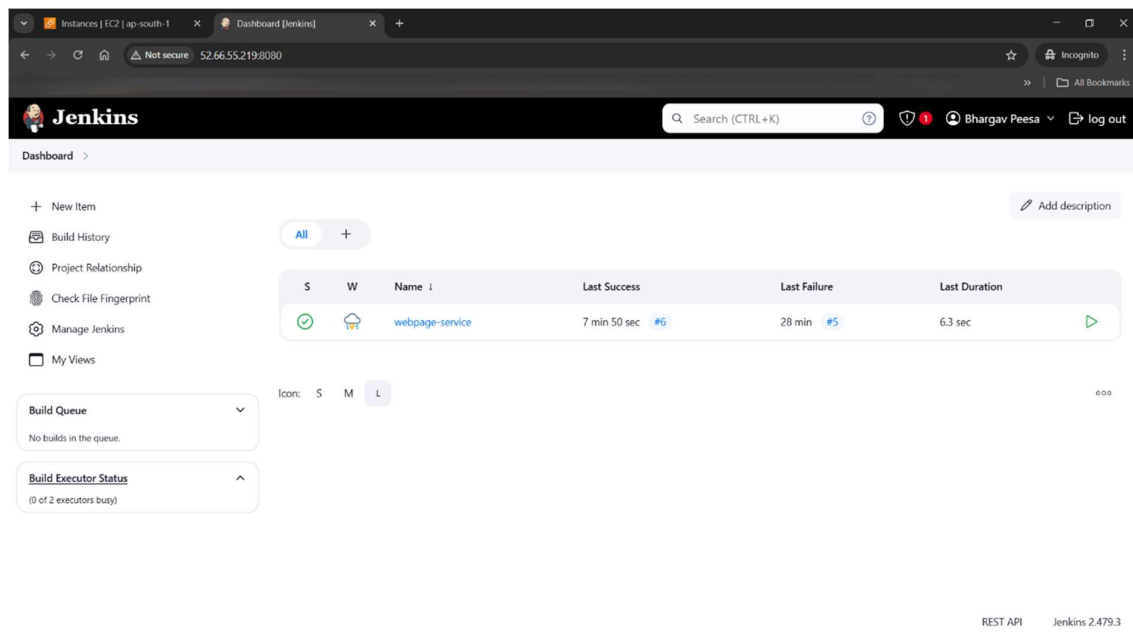 Instances | EC2 | ap-south-1
Dashboard [Jenkins]
Not secure 52.66.55.219:8080
Incognito
All Bookmarks
Jenkins
Search (CTRL+K)
1
Bhargav Peesa
log out
Dashboard
New Item
Build History
Project Relationship
Check File Fingerprint
Manage Jenkins
My Views
Build Queue
No builds in the queue.
Build Executor Status
(0 of 2 executors busy)
Add description
All +
S W Name ↓ Last Success Last Failure Last Duration
webpage-service 7 min 50 sec #6 28 min #5 6.3 sec
Icon: S M L
REST API Jenkins 2.479.3